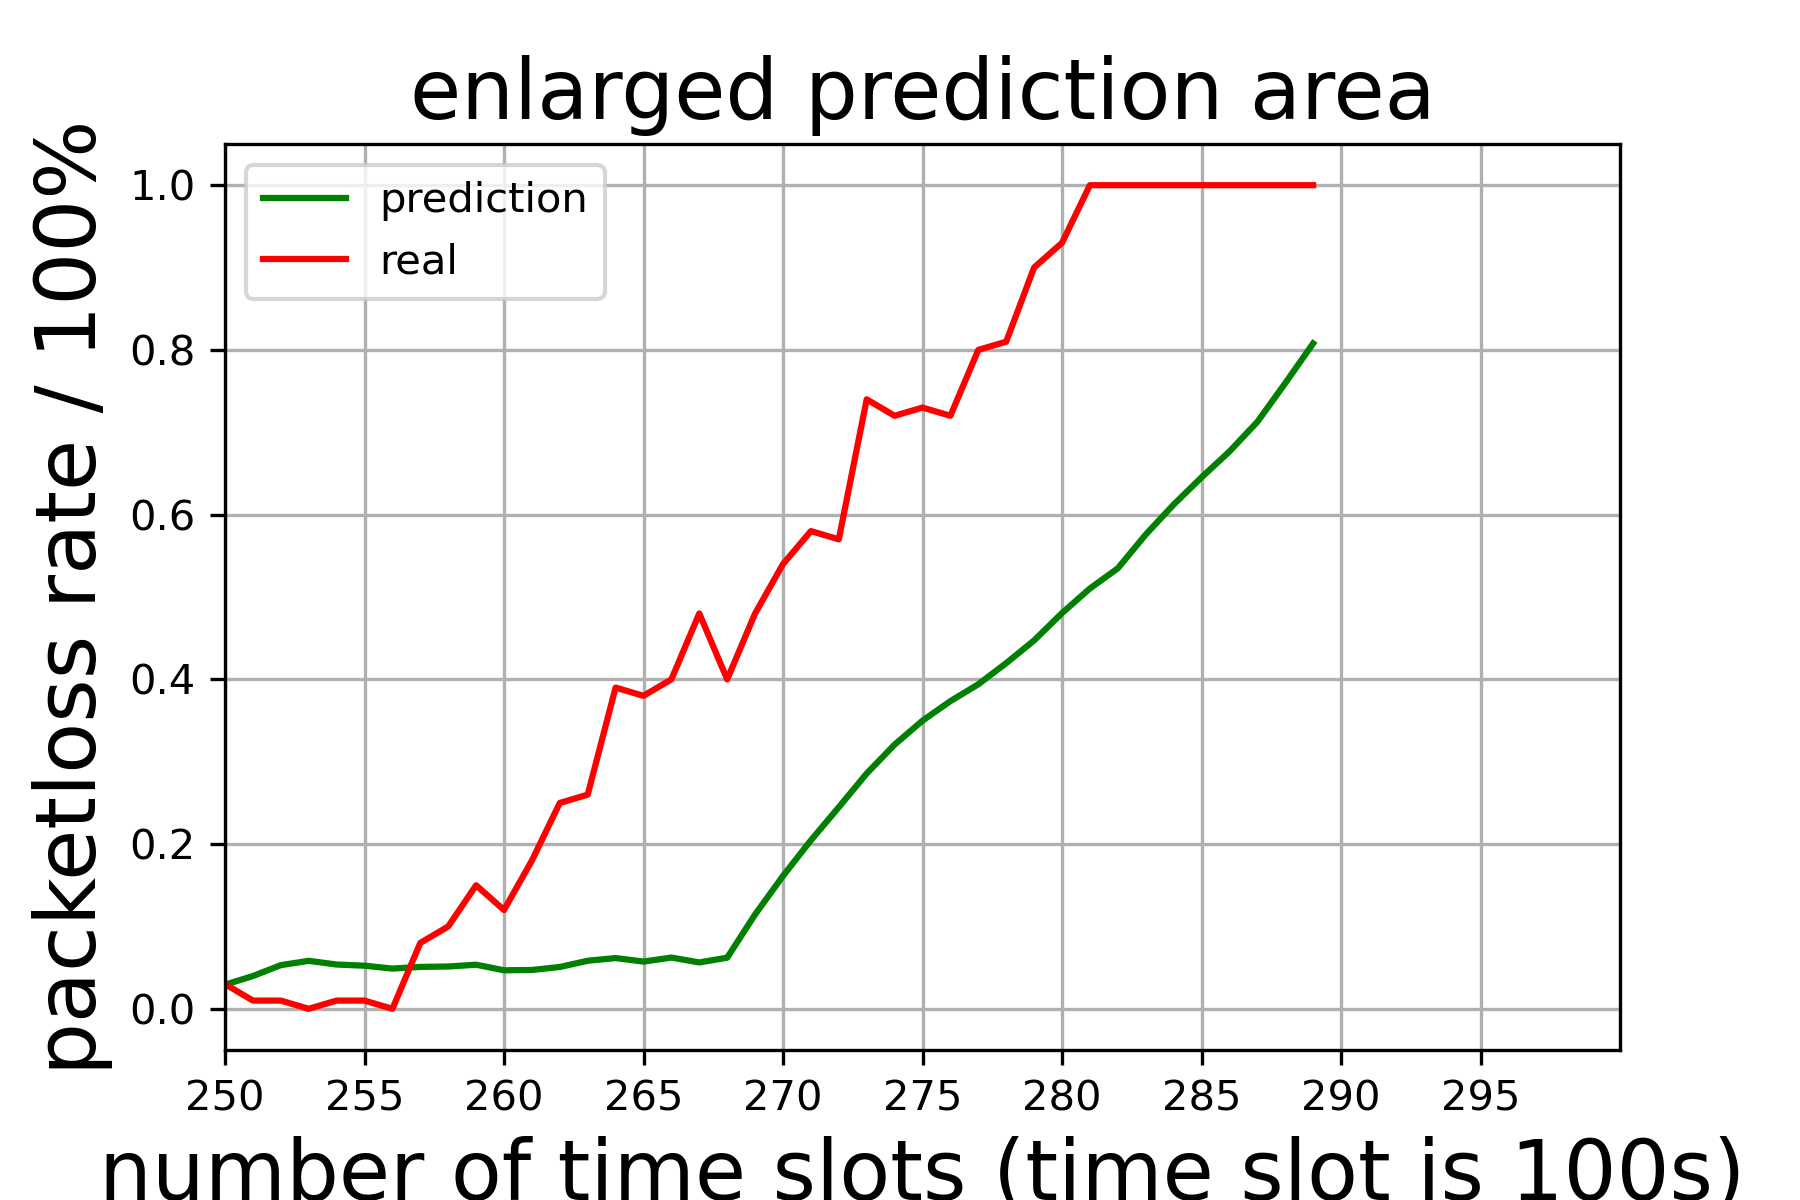 enlarged prediction area
packetloss rate / 100%
1.0
0.8
0.6
0.4
0.2
0.0
prediction
real
250 255 260 265 270 275 280 285 290 295
number of time slots (time slot is 100s)